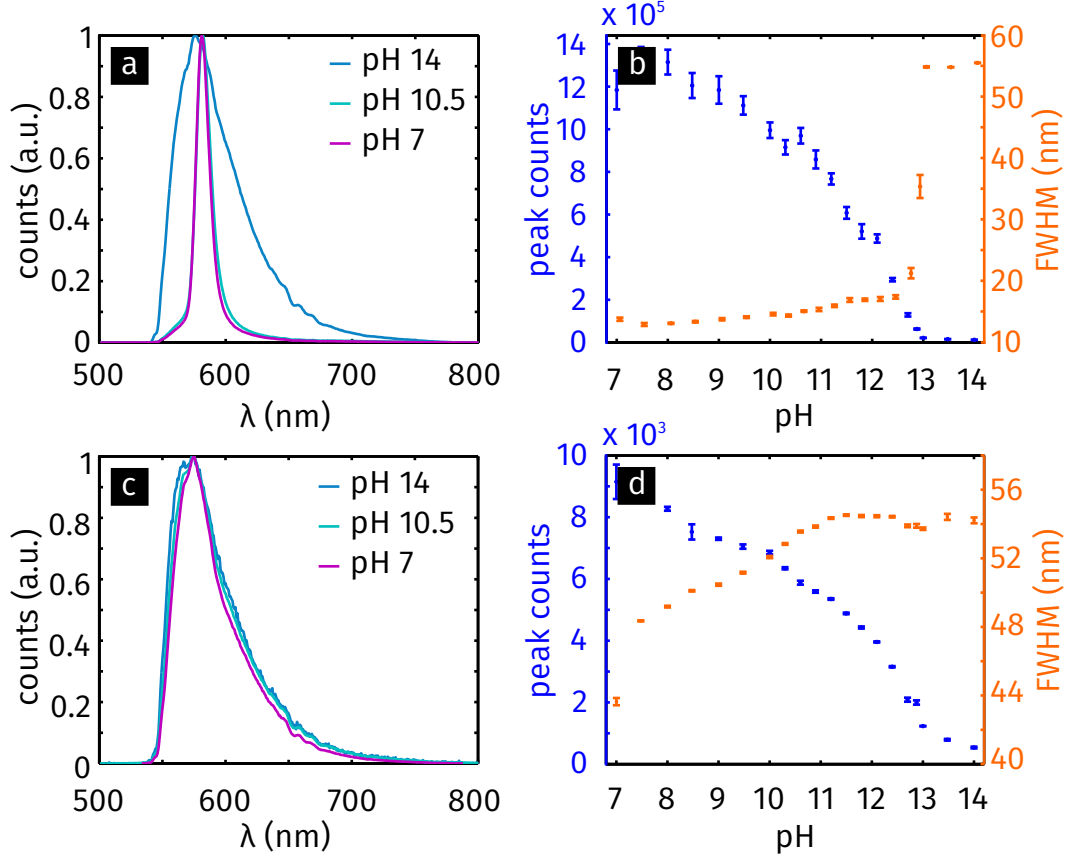 a
counts (a.u.)
1
0.8
0.6
0.4
0.2
0
500
600
700
800
λ (nm)
pH 14
pH 10.5
pH 7
b
x 10⁵
peak counts
14
12
10
8
6
4
2
0
7
8
9
10
11
12
13
14
pH
60
50
40
30
20
10
FWHM (nm)
c
counts (a.u.)
1
0.8
0.6
0.4
0.2
0
500
600
700
800
λ (nm)
pH 14
pH 10.5
pH 7
d
x 10³
peak counts
10
8
6
4
2
0
7
8
9
10
11
12
13
14
pH
56
54
52
48
44
40
FWHM (nm)